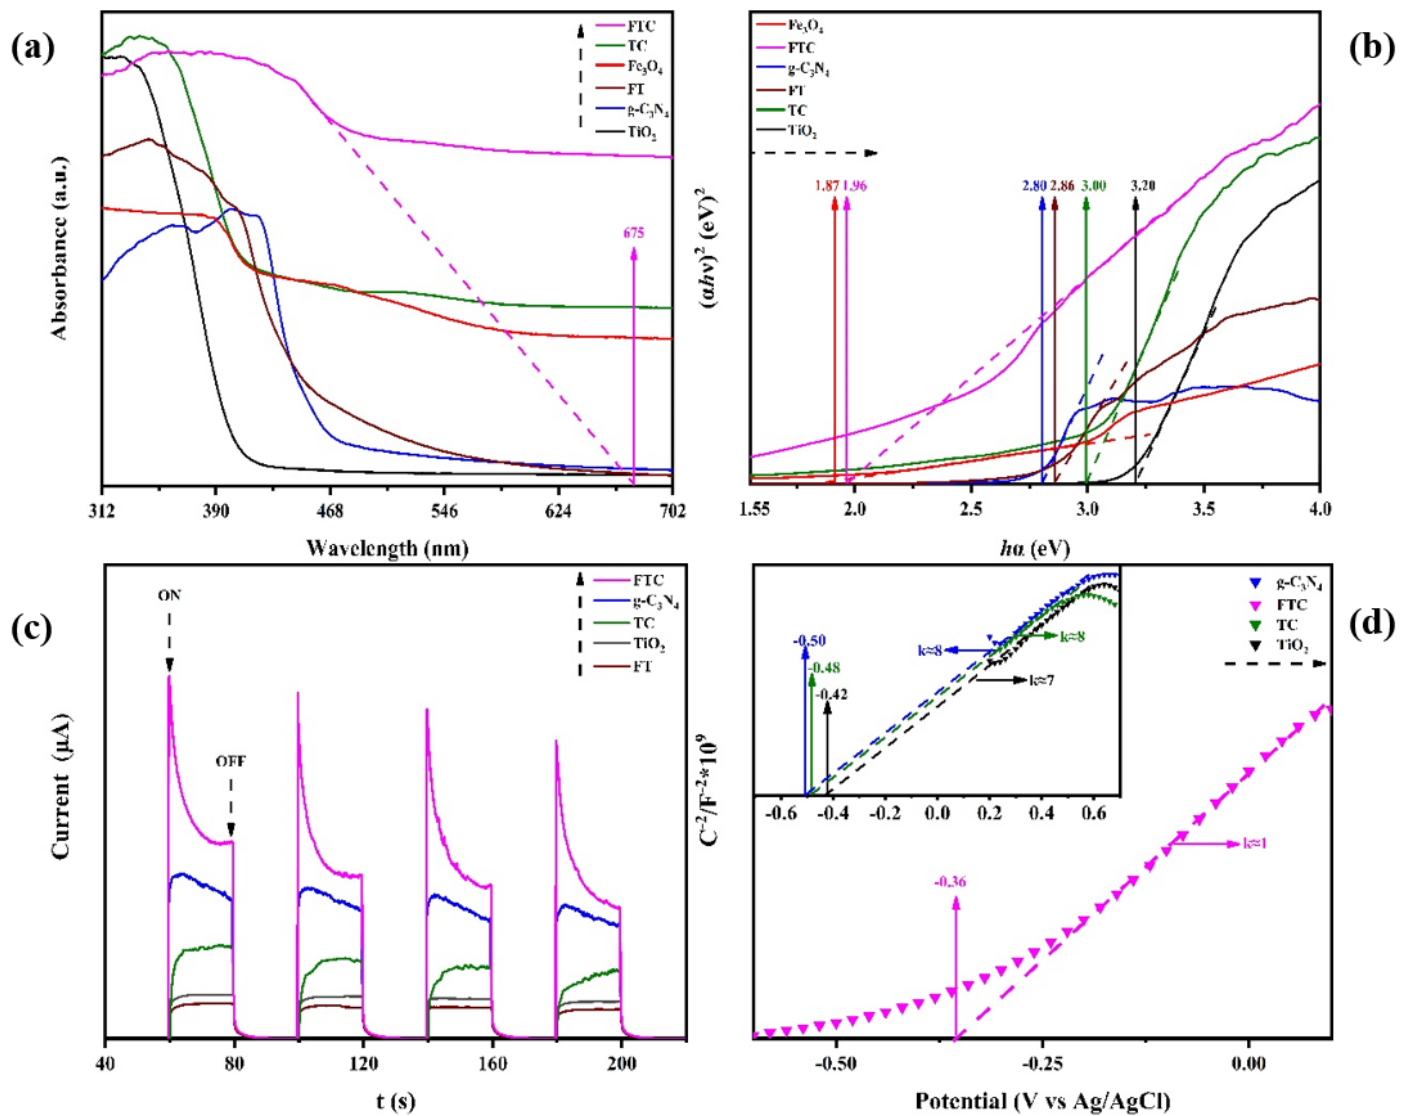 (a)
FTC
TC
Fe₃O₄
FT
g-C₃N₄
TiO₂
675
Absorbance (a.u.)
312 390 468 546 624 702
Wavelength (nm)
(b)
Fe₃O₄
FTC
g-C₃N₄
FT
TC
TiO₂
1.87 1.96 2.80 2.86 3.00 3.20
(αhν)² (eV)²
1.55 2.0 2.5 3.0 3.5 4.0
hα (eV)
(c)
FTC
g-C₃N₄
TC
TiO₂
FT
ON
OFF
Current (μA)
40 80 120 160 200
t (s)
(d)
g-C₃N₄
FTC
TC
TiO₂
-0.50
-0.48
-0.42
k≈8
k≈8
k≈7
-0.6 -0.4 -0.2 0.0 0.2 0.4 0.6
k≈1
-0.36
C⁻²/F⁻²*10⁹
-0.50 -0.25 0.00
Potential (V vs Ag/AgCl)